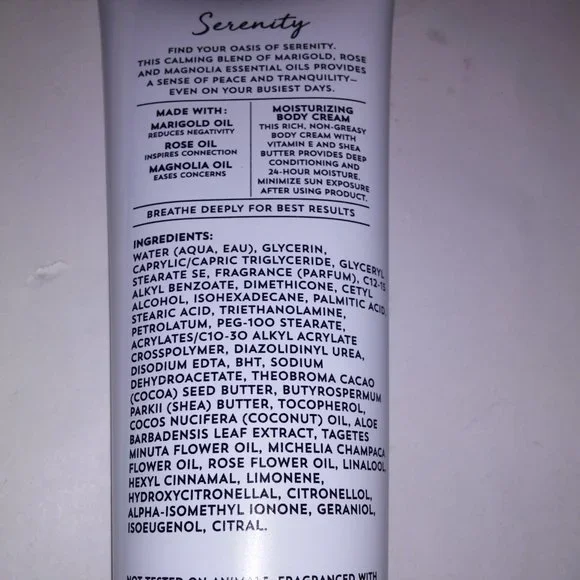 Serenity
FIND YOUR OASIS OF SERENITY.
THIS CALMING BLEND OF MARIGOLD, ROSE
AND MAGNOLIA ESSENTIAL OILS PROVIDES
A SENSE OF PEACE AND TRANQUILITY—
EVEN ON YOUR BUSIEST DAYS.
MADE WITH:
MARIGOLD OIL
REDUCES NEGATIVITY
ROSE OIL
INSPIRES CONNECTION
MAGNOLIA OIL
EASES CONCERNS
MOISTURIZING
BODY CREAM
THIS RICH, NON-GREASY
BODY CREAM WITH
VITAMIN E AND SHEA
BUTTER PROVIDES DEEP
CONDITIONING AND
24-HOUR MOISTURE.
MINIMIZE SUN EXPOSURE
AFTER USING PRODUCT.
BREATHE DEEPLY FOR BEST RESULTS
INGREDIENTS:
WATER (AQUA, EAU), GLYCERIN,
CAPRYLIC/CAPRIC TRIGLYCERIDE, GLYCERYL
STEARATE SE, FRAGRANCE (PARFUM), C12-15
ALKYL BENZOATE, DIMETHICONE, CETYL
ALCOHOL, ISOHEXADECANE, PALMITIC ACID,
STEARIC ACID, TRIETHANOLAMINE,
PETROLATUM, PEG-100 STEARATE,
ACRYLATES/C10-30 ALKYL ACRYLATE
CROSSPOLYMER, DIAZOLIDINYL UREA,
DISODIUM EDTA, BHT, SODIUM
DEHYDROACETATE, THEOBROMA CACAO
(COCOA) SEED BUTTER, BUTYROSPERMUM
PARKII (SHEA) BUTTER, TOCOPHEROL,
COCOS NUCIFERA (COCONUT) OIL, ALOE
BARBADENSIS LEAF EXTRACT, TAGETES
MINUTA FLOWER OIL, MICHELIA CHAMPACA
FLOWER OIL, ROSE FLOWER OIL, LINALOOL,
HEXYL CINNAMAL, LIMONENE,
HYDROXYCITRONELLAL, CITRONELLOL,
ALPHA-ISOMETHYL IONONE, GERANIOL,
ISOEUGENOL, CITRAL.
NOT TESTED ON ANIMALS. FRAGRANCED WITH